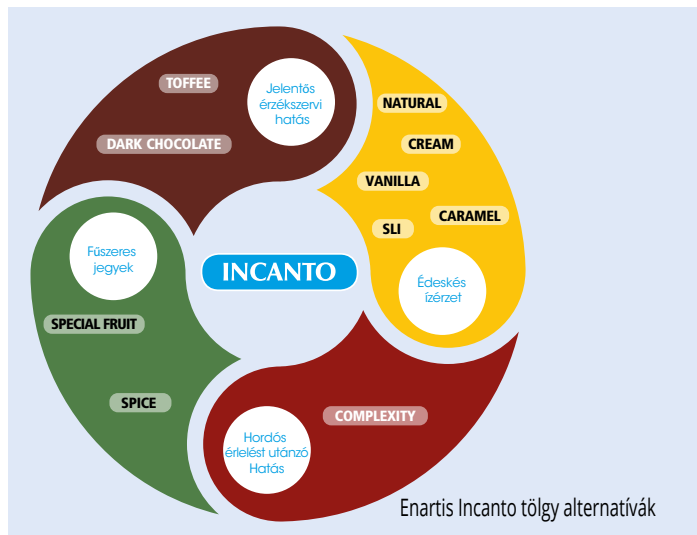 TOFFEE
DARK CHOCOLATE
Jelentős
érzékszervi
hatás
NATURAL
CREAM
VANILLA
CARAMEL
SLI
Édeskés
ízérzet
INCANTO
Fűszeres
jegyek
SPECIAL FRUIT
SPICE
COMPLEXITY
Hordós
érlelést utánzó
Hatás
Enartis Incanto tölgy alternatívák